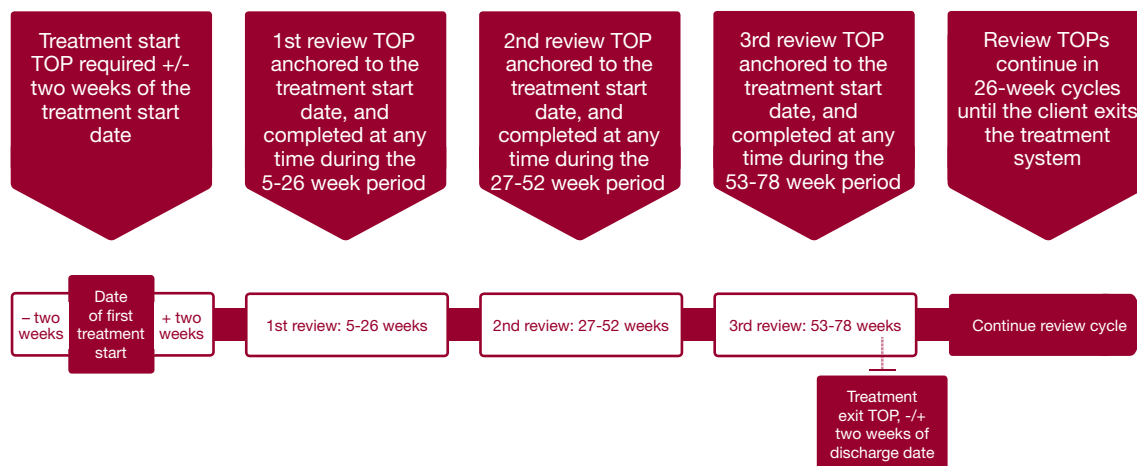 Treatment start
TOP required +/-
two weeks of the
treatment start
date
1st review TOP
anchored to the
treatment start
date, and
completed at any
time during the
5-26 week period
2nd review TOP
anchored to the
treatment start
date, and
completed at any
time during the
27-52 week period
3rd review TOP
anchored to the
treatment start
date, and
completed at any
time during the
53-78 week period
Review TOPs
continue in
26-week cycles
until the client exits
the treatment
system
– two
weeks
Date
of first
treatment
start
+ two
weeks
1st review: 5-26 weeks
2nd review: 27-52 weeks
3rd review: 53-78 weeks
Continue review cycle
Treatment
exit TOP, -/+
two weeks of
discharge date